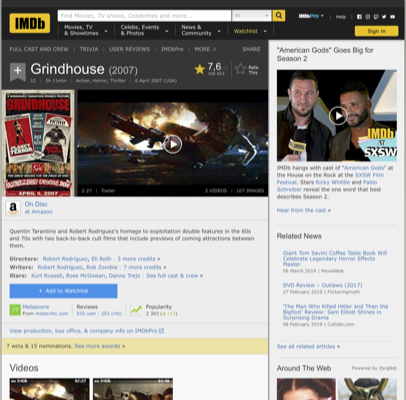 IMDb
Find Movies, TV shows, Celebrities and more...
All
IMDbPro
Help
Movies, TV
& Showtimes
Celebs, Events
& Photos
News &
Community
Watchlist
Sign in
FULL CAST AND CREW | TRIVIA | USER REVIEWS | IMDbPro | MORE
SHARE
Grindhouse (2007)
12 | 3h 11min | Action, Horror, Thriller | 6 April 2007 (USA)
7,6
Rate
This
GRINDHOUSE
PLANET
TERROR
APRIL 6, 2007
2:27 | Trailer
3 VIDEOS | 107 IMAGES
a
On Disc
at Amazon
Quentin Tarantino and Robert Rodriguez's homage to exploitation double features in the 60s
and 70s with two back-to-back cult films that include previews of coming attractions between
them.
Directors: Robert Rodriguez, Eli Roth | 3 more credits »
Writers: Robert Rodriguez, Rob Zombie | 7 more credits »
Stars: Kurt Russell, Rose McGowan, Danny Trejo | See full cast & crew »
+ Add to Watchlist
77
Metascore
From metacritic.com
Reviews
530 user | 253 critic
Popularity
View production, box office, & company info on IMDbPro
7 wins & 15 nominations. See more awards »
Videos
"American Gods" Goes Big for
Season 2
IMDb
SXSW
IMDb hangs with cast of "American Gods" at
the House on the Rock at the SXSW Film
Festival. Stars Ricky Whittle and Pablo
Schreiber reveal the one word that best
describes Season 2.
Hear from the cast »
Related News
Giant Tom Savini Coffee Table Book Will
Celebrate Legendary Horror Effects
Master
06 March 2019 | MovieWeb
DVD Review – Outlaws (2017)
27 February 2019 | Flickeringmyth
'The Man Who Killed Hitler and Then the
Bigfoot' Review: Sam Elliott Shines in
Surprising Drama
08 February 2019 | Collider.com
See all related articles »
Around The Web
Powered by ZergNet